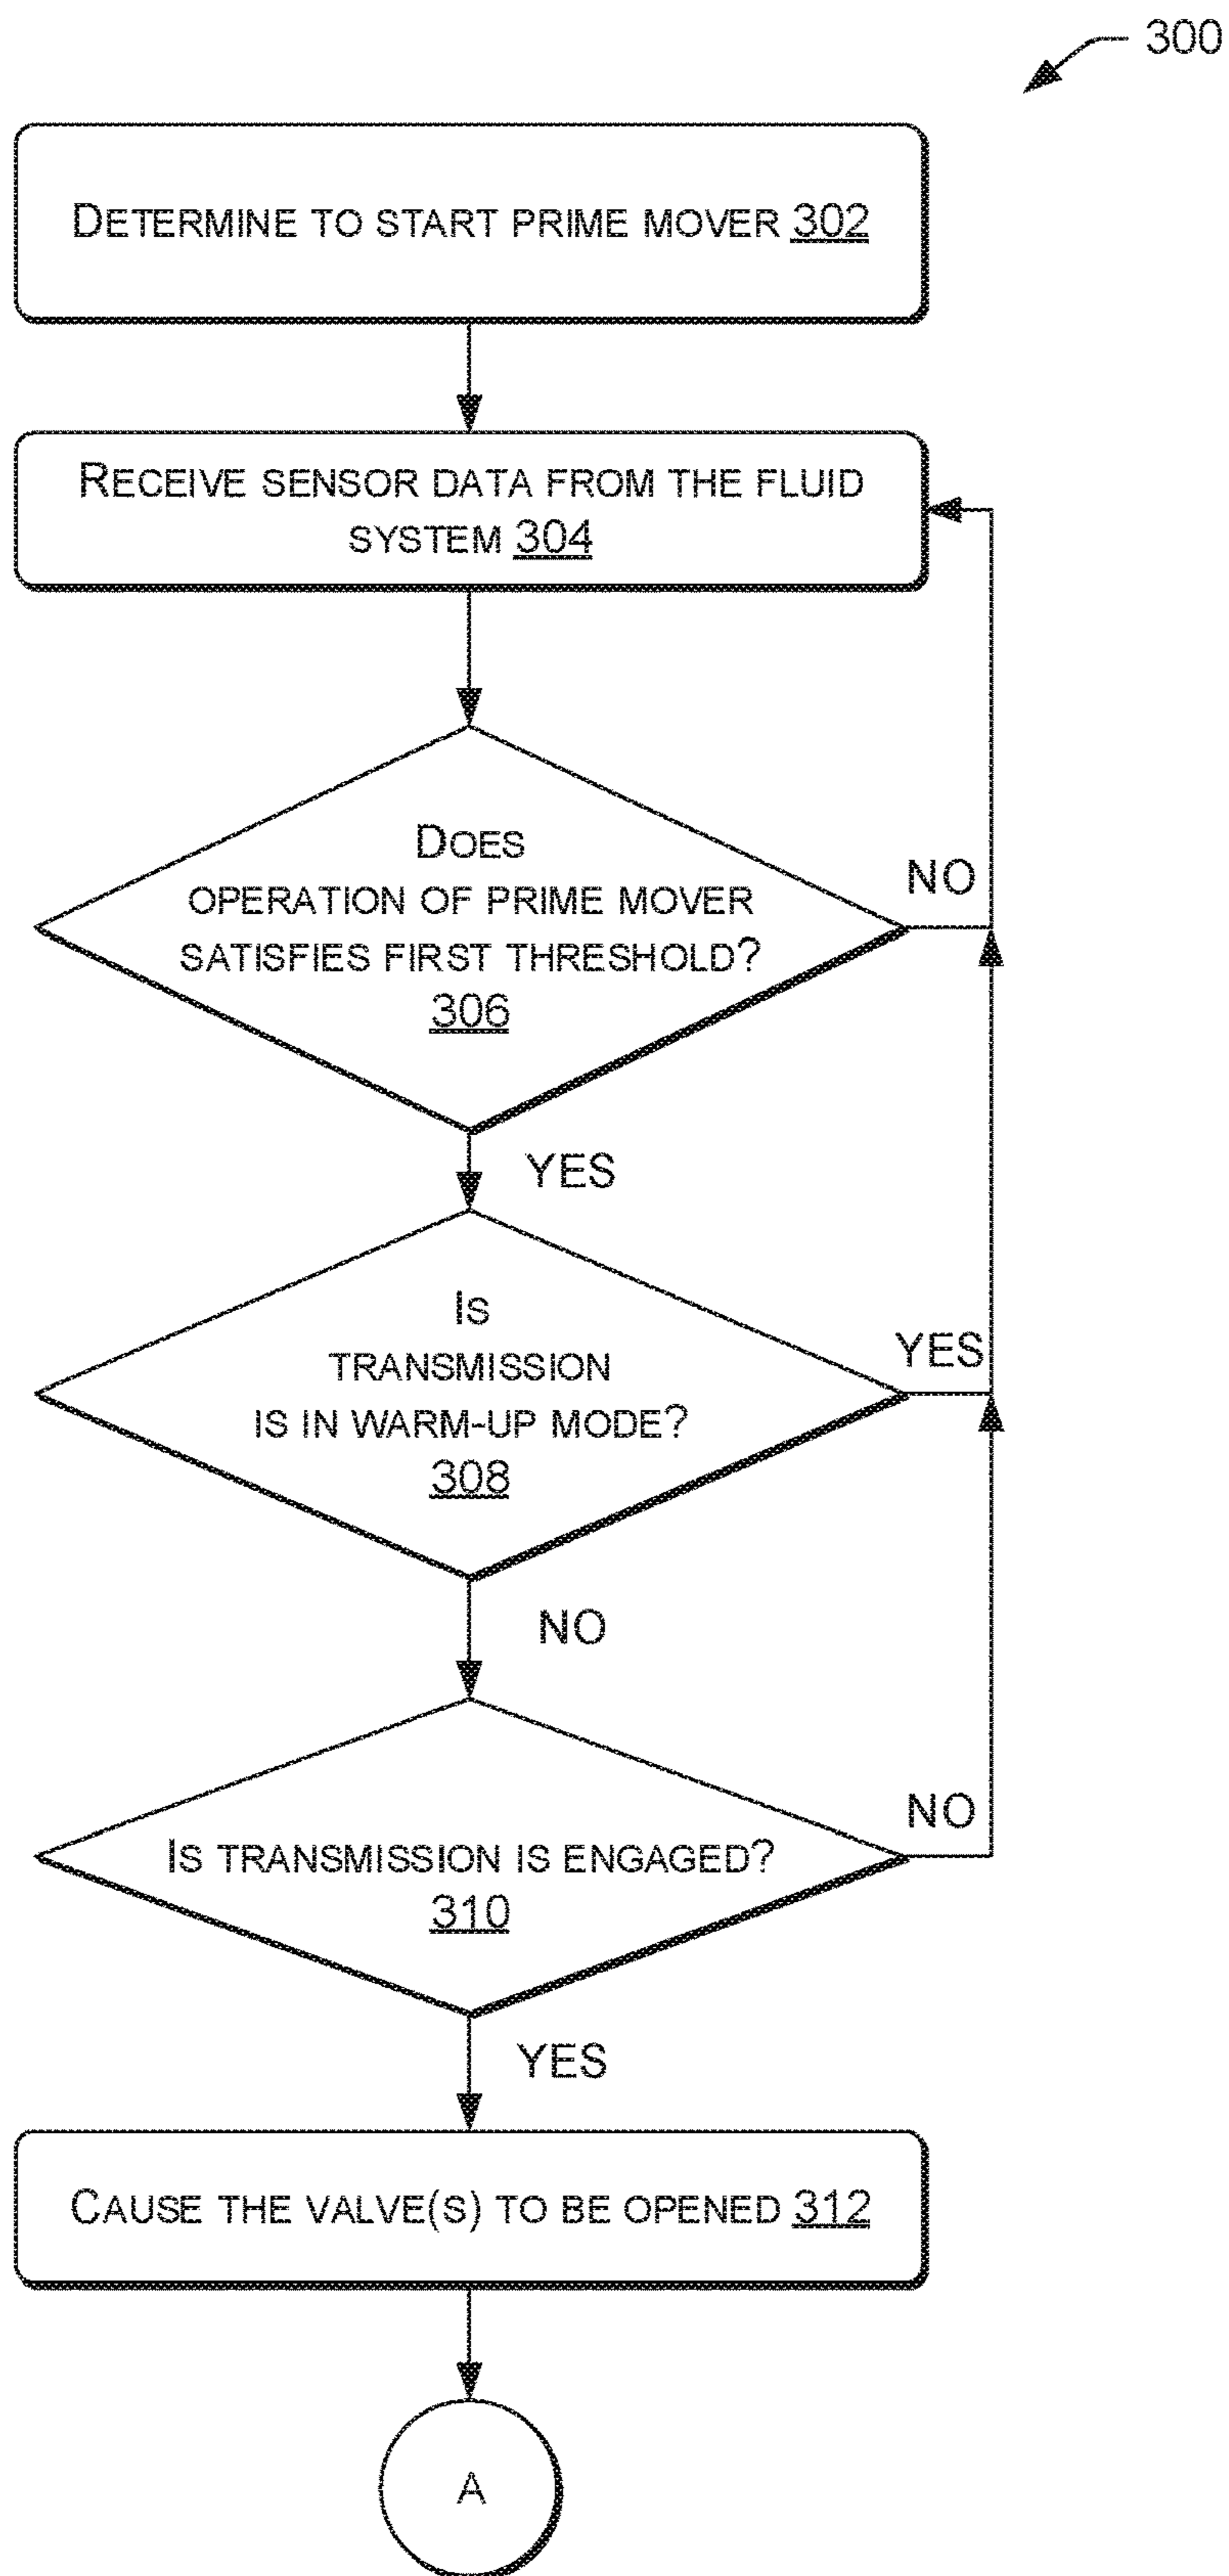 300
DETERMINE TO START PRIME MOVER 302
RECEIVE SENSOR DATA FROM THE FLUID
SYSTEM 304
DOES
OPERATION OF PRIME MOVER
SATISFIES FIRST THRESHOLD?
306
NO
YES
IS
TRANSMISSION
IS IN WARM-UP MODE?
308
YES
NO
IS TRANSMISSION IS ENGAGED?
310
NO
YES
CAUSE THE VALVE(S) TO BE OPENED 312
A